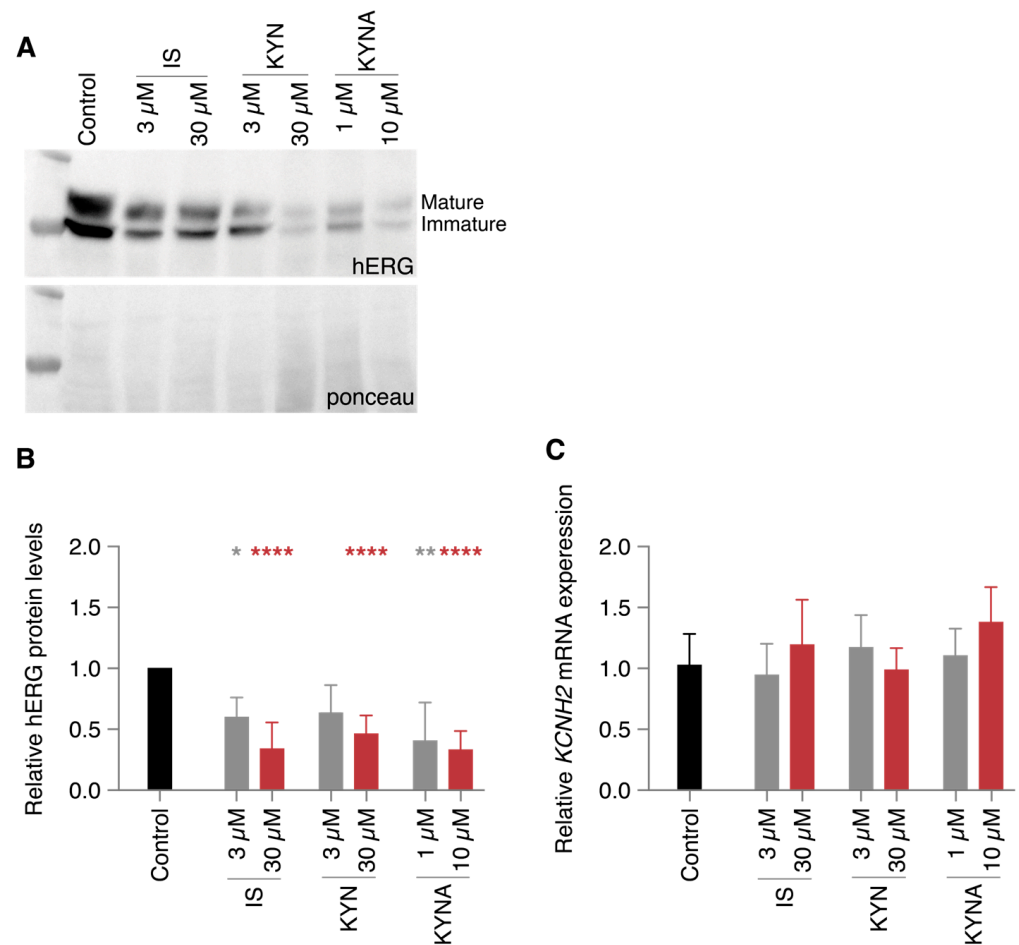 A
IS
KYN
KYNA
Control
3 µM
30 µM
3 µM
30 µM
1 µM
10 µM
Mature
Immature
hERG
ponceau
B
Relative hERG protein levels
2.0
1.5
1.0
0.5
0.0
* **** **** ** ****
Control
3 µM
30 µM
3 µM
30 µM
1 µM
10 µM
IS
KYN
KYNA
C
Relative KCNH2 mRNA experession
2.0
1.5
1.0
0.5
0.0
Control
3 µM
30 µM
3 µM
30 µM
1 µM
10 µM
IS
KYN
KYNA